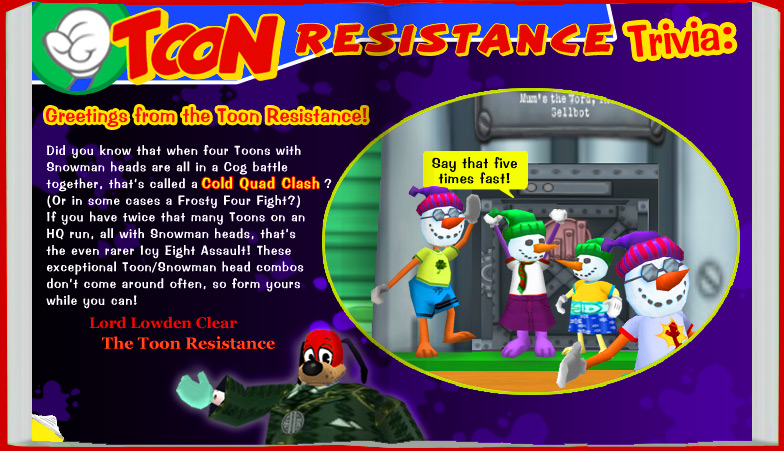 TOON RESISTANCE Trivia:
Greetings from the Toon Resistance!
Did you know that when four Toons with
Snowman heads are all in a Cog battle
together, that's called a Cold Quad Clash ?
(Or in some cases a Frosty Four Fight?)
If you have twice that many Toons on an
HQ run, all with Snowman heads, that's
the even rarer Icy Eight Assault! These
exceptional Toon/Snowman head combos
don't come around often, so form yours
while you can!
Lord Lowden Clear
The Toon Resistance
Mum's the Word,
Sellbot
Say that five
times fast!